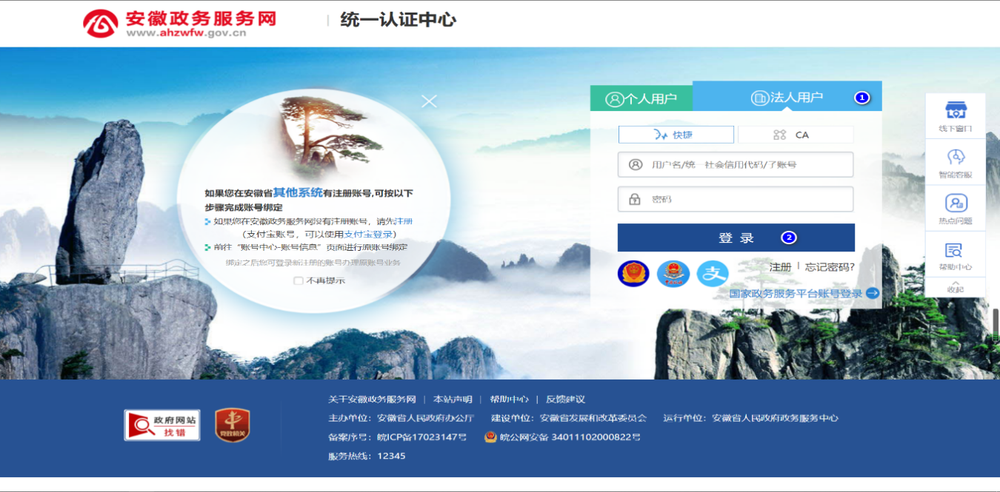 安徽政务服务网
www.ahzwfw.gov.cn
统一认证中心
个人用户
法人用户
1
快捷
CA
用户名/统一社会信用代码/了账号
密码
登 录
2
注册 | 忘记密码?
国家政务服务平台账号登录
如果您在安徽省其他系统有注册账号,可按以下
步骤完成账号绑定
如果您在安徽政务服务网没有注册账号，请先注册
（支付宝账号，可以使用支付宝登录）
前往“账号中心-账号信息”页面进行原账号绑定
绑定之后您可登录新注册的账号办理原账号业务
不再提示
线下窗口
智能客服
热点问题
帮助中心
收起
政府网站
找错
党政机关
关于安徽政务服务网 | 本站声明 | 帮助中心 | 反馈建议
主办单位：安徽省人民政府办公厅 建设单位：安徽省发展和改革委员会 运行单位：安徽省人民政府政务服务中心
备案序号：皖ICP备17023147号 皖公网安备 34011102000822号
服务热线：12345